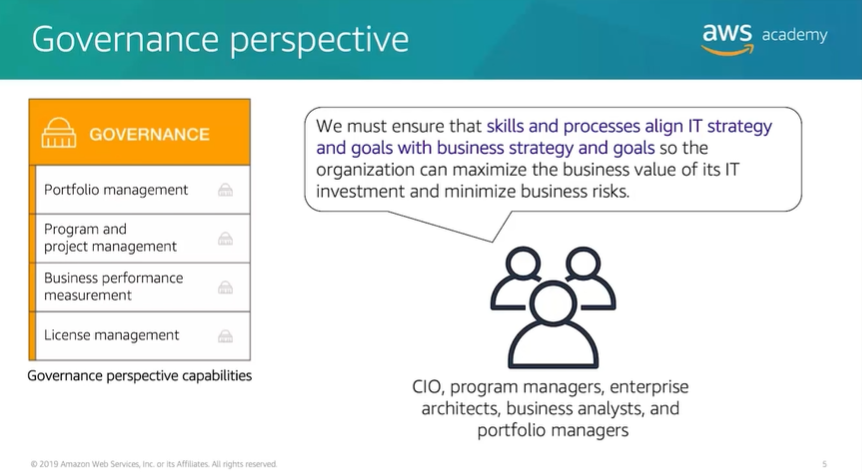 Governance perspective
aws academy
GOVERNANCE
Portfolio management
Program and
project management
Business performance
measurement
License management
Governance perspective capabilities
We must ensure that skills and processes align IT strategy
and goals with business strategy and goals so the
organization can maximize the business value of its IT
investment and minimize business risks.
CIO, program managers, enterprise
architects, business analysts, and
portfolio managers
© 2019 Amazon Web Services, Inc. or its Affiliates. All rights reserved.
5